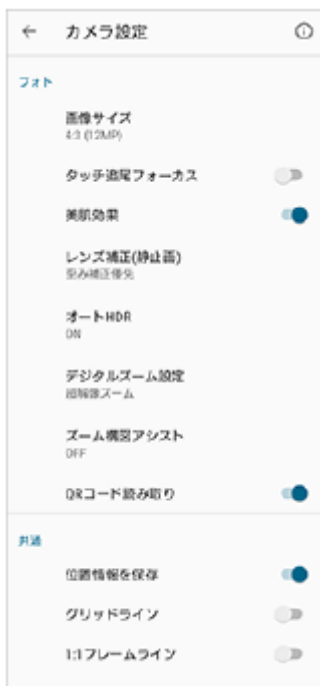 カメラ設定
フォト
画像サイズ
4:3 (12MP)
タッチ追尾フォーカス
美肌効果
レンズ補正(静止画)
歪み補正優先
オートHDR
ON
デジタルズーム設定
超解像ズーム
ズーム構図アシスト
OFF
QRコード読み取り
共通
位置情報を保存
グリッドライン
1:1フレームライン